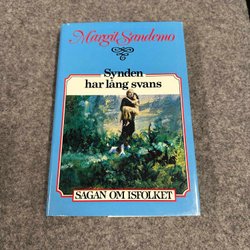 Margit Sandemo
Synden
har lång svans
SAGAN OM ISFOLKET